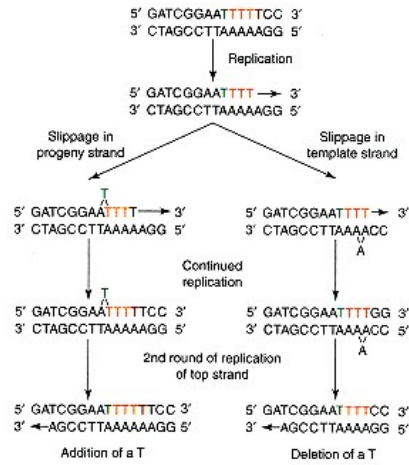 5′ GATCGGAATTTTTCC 3′
3′ CTAGCCTTAAAAAGG 5′
Replication
5′ GATCGGAATTTT 3′
3′ CTAGCCTTAAAAAGG 5′
Slippage in
progeny strand
Slippage in
template strand
T
5′ GATCGGAATTTT 3′
3′ CTAGCCTTAAAAAGG 5′
5′ GATCGGAATTTT 3′
3′ CTAGCCTTAAAACC 5′
A
Continued
replication
T
5′ GATCGGAATTTTTCC 3′
3′ CTAGCCTTAAAAAGG 5′
5′ GATCGGAATTTTGG 3′
3′ CTAGCCTTAAAACC 5′
A
2nd round of replication
of top strand
5′ GATCGGAATTTTTTCC 3′
3′ AGCCTTAAAAAAGG 5′
Addition of a T
5′ GATCGGAATTTTCC 3′
3′ AGCCTTAAAAGG 5′
Deletion of a T